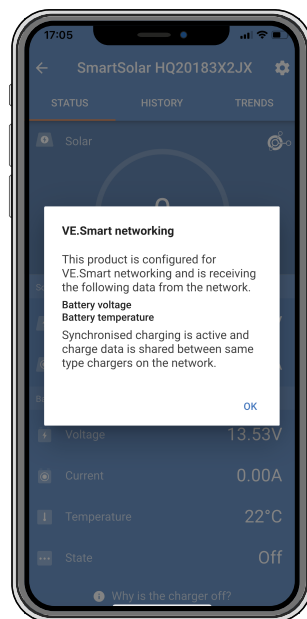 17:05
SmartSolar HQ20183X2JX
STATUS HISTORY TRENDS
Solar
VE.Smart networking
This product is configured for
VE.Smart networking and is receiving
the following data from the network.
Battery voltage
Battery temperature
Synchronised charging is active and
charge data is shared between same
type chargers on the network.
OK
Voltage 13.53V
Current 0.00A
Temperature 22°C
State Off
Why is the charger off?